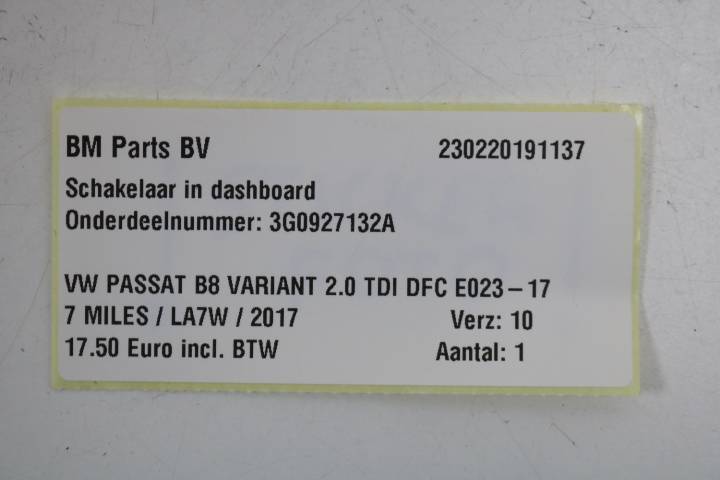 BM Parts BV 230220191137
Schakelaar in dashboard
Onderdeelnummer: 3G0927132A
VW PASSAT B8 VARIANT 2.0 TDI DFC E023-17
7 MILES / LA7W / 2017 Verz: 10
17.50 Euro incl. BTW Aantal: 1